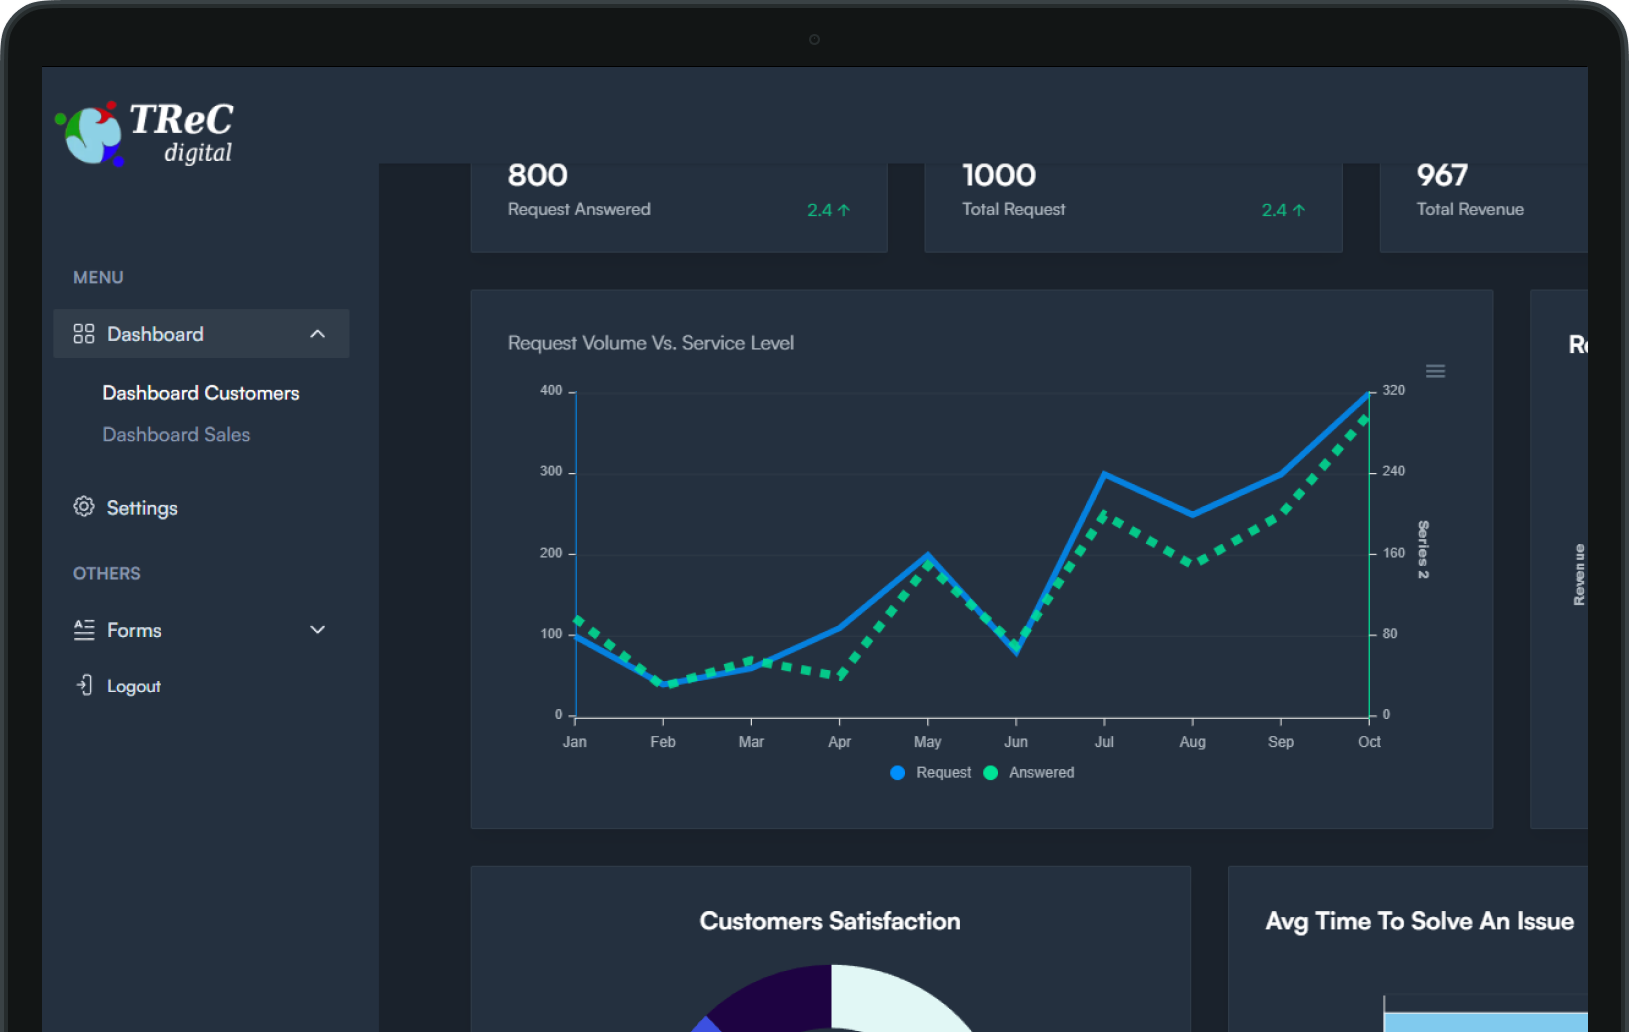 TReC
digital
MENU
Dashboard
Dashboard Customers
Dashboard Sales
Settings
OTHERS
Forms
Logout
800
Request Answered
2.4
1000
Total Request
2.4
967
Total Revenue
Request Volume Vs. Service Level
400
300
200
100
0
320
240
160
80
0
Series 2
Jan Feb Mar Apr May Jun Jul Aug Sep Oct
Request Answered
Revenue
Customers Satisfaction
Avg Time To Solve An Issue